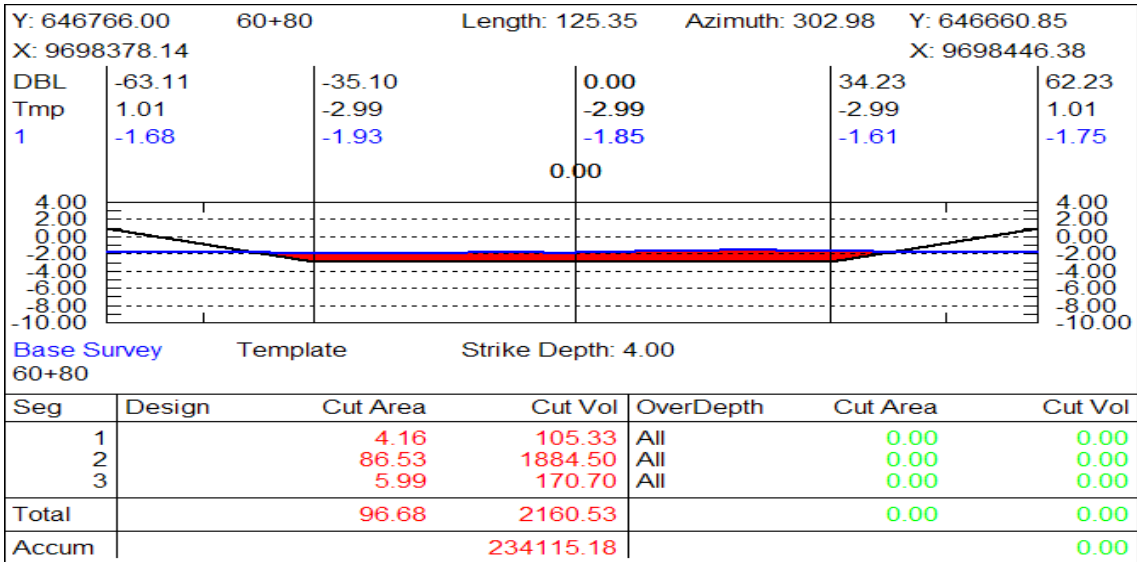 Y: 646766.00 60+80 Length: 125.35 Azimuth: 302.98 Y: 646660.85
X: 9698378.14 X: 9698446.38
DBL -63.11 -35.10 0.00 34.23 62.23
Tmp 1.01 -2.99 -2.99 -2.99 1.01
1 -1.68 -1.93 -1.85 -1.61 -1.75
0.00
4.00 4.00
2.00 2.00
0.00 0.00
-2.00 -2.00
-4.00 -4.00
-6.00 -6.00
-8.00 -8.00
-10.00 -10.00
Base Survey Template Strike Depth: 4.00
60+80
Seg Design Cut Area Cut Vol OverDepth Cut Area Cut Vol
1 4.16 105.33 All 0.00 0.00
2 86.53 1884.50 All 0.00 0.00
3 5.99 170.70 All 0.00 0.00
Total 96.68 2160.53 0.00 0.00
Accum 234115.18 0.00